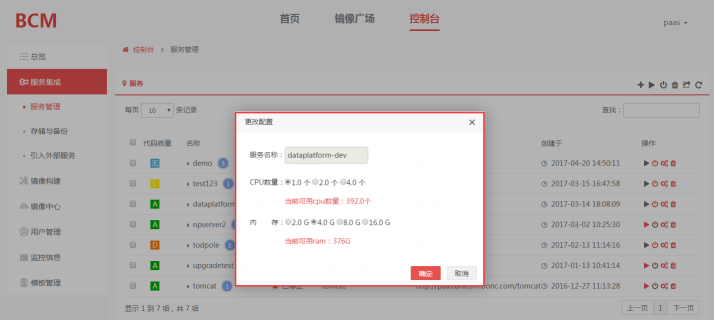 BCM
首页 镜像广场 控制台
paas
控制台 > 服务管理
总览
服务集成
服务管理
存储与备份
引入外部服务
镜像构建
镜像中心
用户管理
监控信息
模板管理
服务
每页 10 条记录
查找：
代码质量 名称 创建于 操作
无 demo 3 2017-04-20 14:50:11
test123 1 2017-03-15 16:47:58
A dataplatform 2017-03-14 18:08:09
A npserver2 2017-03-02 10:25:30
D todpole 1 2017-02-13 11:14:16
A upgradetest 2017-01-13 10:41:14
A tomcat 1 已停止 tomcat 2016-12-27 11:13:28
显示 1 到 7 项，共 7 项
上一页 1 下一页
更改配置
服务名称： dataplatform-dev
CPU数量： 1.0 个 2.0 个 4.0 个
当前可用cpu数量：392.0个
内 存： 2.0 G 4.0 G 8.0 G 16.0 G
当前可用ram：376G
确定 取消